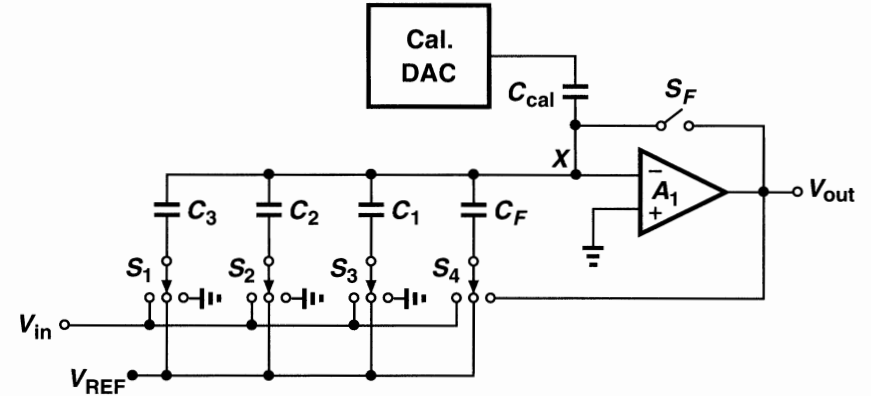 Cal.
DAC
Ccal
SF
X
A1
−
+
Vout
C3
C2
C1
CF
S1
S2
S3
S4
Vin
VREF